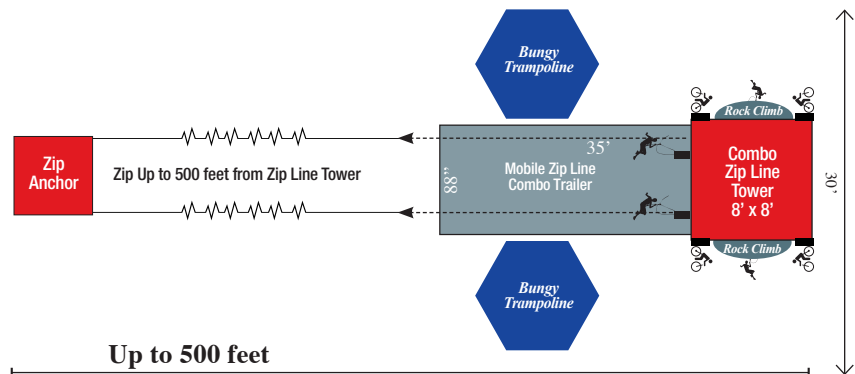 Bungy
Trampoline
Rock Climb
Zip
Anchor
Zip Up to 500 feet from Zip Line Tower
88”
35’
Mobile Zip Line
Combo Trailer
Combo
Zip Line
Tower
8’ x 8’
30’
Rock Climb
Bungy
Trampoline
Up to 500 feet